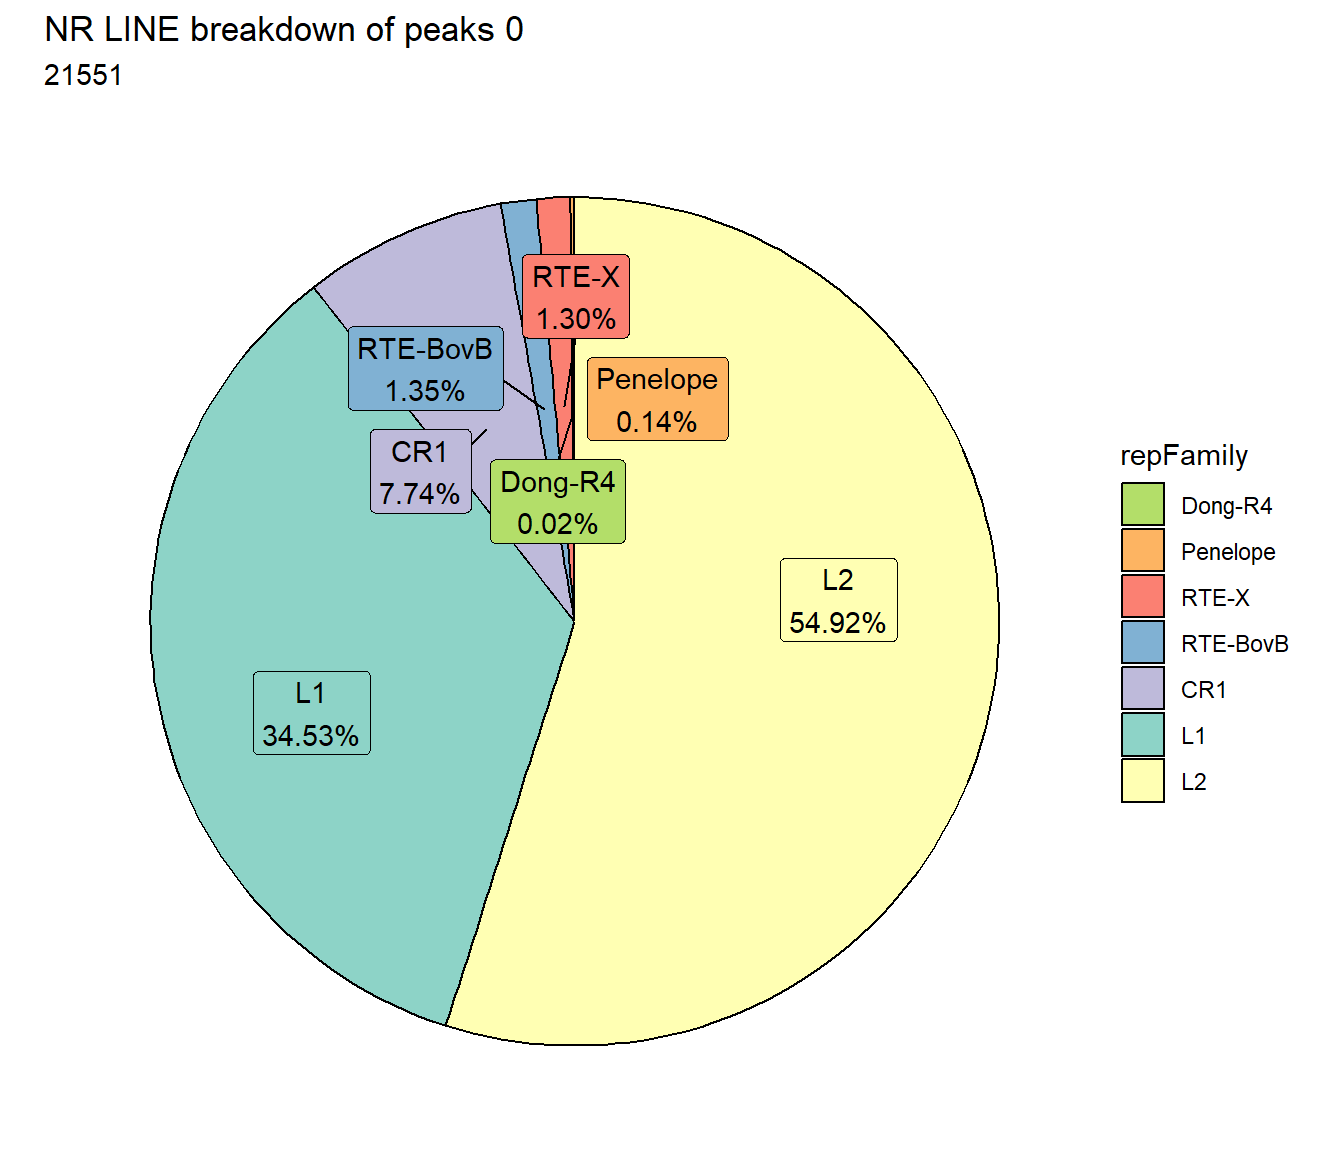 NR LINE breakdown of peaks 0
21551
RTE-X
1.30%
RTE-BovB
1.35%
Penelope
0.14%
CR1
7.74%
Dong-R4
0.02%
L2
54.92%
L1
34.53%
repFamily
Dong-R4
Penelope
RTE-X
RTE-BovB
CR1
L1
L2